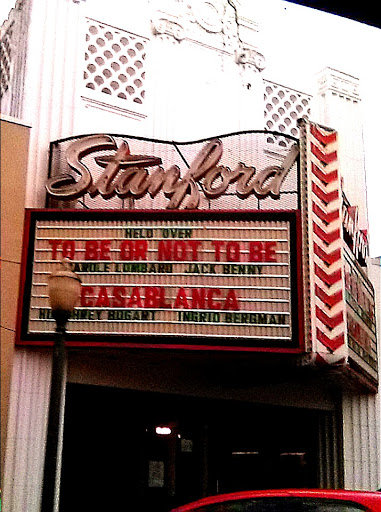 Stanford
HELD OVER
TO BE OR NOT TO BE
CAROLE LOMBARD JACK BENNY
CASABLANCA
HUMPHREY BOGART INGRID BERGMAN